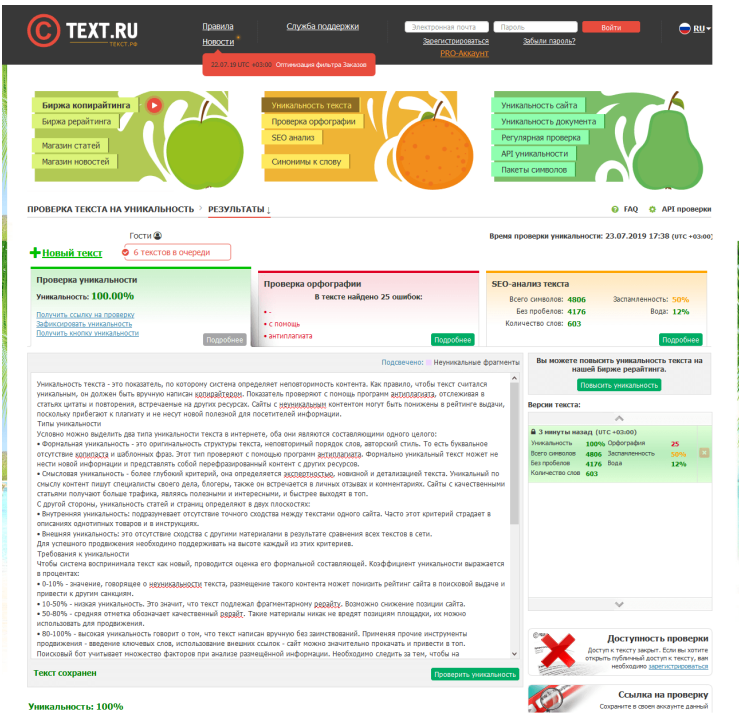 TEXT.RU
ТЕКСТ.РФ
Правила
Служба поддержки
Новости
Электронная почта
Пароль
Войти
RU
Зарегистрироваться
Забыли пароль?
PRO-Аккаунт
22.07.19 UTC +03:00 Оптимизация фильтра Заказов
Биржа копирайтинга
Биржа рерайтинга
Магазин статей
Магазин новостей
Уникальность текста
Проверка орфографии
SEO анализ
Синонимы к слову
Уникальность сайта
Уникальность документа
Регулярная проверка
API уникальности
Пакеты символов
ПРОВЕРКА ТЕКСТА НА УНИКАЛЬНОСТЬ > РЕЗУЛЬТАТЫ ↓
FAQ
API проверки
Гости
Время проверки уникальности: 23.07.2019 17:38 (UTC +03:00)
+Новый текст
6 текстов в очереди
Проверка уникальности
Уникальность: 100.00%
Получить ссылку на проверку
Зафиксировать уникальность
Получить кнопку уникальности
Подробнее
Проверка орфографии
В тексте найдено 25 ошибок:
• -
• с помощь
• антиплагиата
Подробнее
SEO-анализ текста
Всего символов: 4806 Заспамленность: 50%
Без пробелов: 4176 Вода: 12%
Количество слов: 603
Подробнее
Подсвечено: Неуникальные фрагменты
Уникальность текста - это показатель, по которому система определяет неповторимость контента. Как правило, чтобы текст считался
уникальным, он должен быть вручную написан копирайтером. Показатель проверяют с помощь программ антиплагиата, отслеживая в
статьях цитаты и повторения, встречаемые на других ресурсах. Сайты с неуникальным контентом могут быть понижены в рейтинге выдачи,
поскольку прибегают к плагиату и не несут новой полезной для посетителей информации.
Типы уникальности
Условно можно выделить два типа уникальности текста в интернете, оба они являются составляющими одного целого:
• Формальная уникальность - это оригинальность структуры текста, неповторимый порядок слов, авторский стиль. То есть буквальное
отсутствие копипаста и шаблонных фраз. Этот тип проверяют с помощью программ антиплагиата. Формально уникальный текст может не
нести новой информации и представлять собой перефразированный контент с других ресурсов.
• Смысловая уникальность - более глубокий критерий, она определяется экспертностью, новизной и детализацией текста. Уникальный по
смыслу контент пишут специалисты своего дела, блогеры, также он встречается в личных отзывах и комментариях. Сайты с качественными
статьями получают больше трафика, являясь полезными и интересными, и быстрее выходят в топ.
С другой стороны, уникальность статей и страниц определяют в двух плоскостях:
• Внутренняя уникальность: подразумевает отсутствие точного сходства между текстами одного сайта. Часто этот критерий страдает в
описаниях однотипных товаров и в инструкциях.
• Внешняя уникальность: это отсутствие сходства с другими материалами в результате сравнения всех текстов в сети.
Для успешного продвижения необходимо поддерживать на высоте каждый из этих критериев.
Требования к уникальности
Чтобы система воспринимала текст как новый, проводится оценка его формальной составляющей. Коэффициент уникальности выражается
в процентах:
• 0-10% - значение, говорящее о неуникальности текста, размещение такого контента может понизить рейтинг сайта в поисковой выдаче и
привести к другим санкциям.
• 10-50% - низкая уникальность. Это значит, что текст подлежал фрагментарному рерайту. Возможно снижение позиции сайта.
• 50-80% - средняя отметка обозначает качественный рерайт. Такие материалы никак не вредят позициям площадки, их можно
использовать для продвижения.
• 80-100% - высокая уникальность говорит о том, что текст написан вручную без заимствований. Применяя прочие инструменты
продвижения - введение ключевых слов, использование внешних ссылок - сайт можно значительно прокачать и привести в топ.
Поисковый бот учитывает множество факторов при анализе размещённой информации. Необходимо следить за тем, чтобы на
Текст сохранен
Проверить уникальность
Уникальность: 100%
Вы можете повысить уникальность текста на
нашей Бирже рерайтинга.
Повысить уникальность
Версии текста:
3 минуты назад (UTC +03:00)
Уникальность 100% Орфография 25
Всего символов 4806 Заспамленность 50%
Без пробелов 4176 Вода 12%
Количество слов 603
Доступность проверки
Доступ к тексту закрыт. Если вы хотите
открыть публичный доступ к тексту, вам
необходимо зарегистрироваться
Ссылка на проверку
Сохраните в своем аккаунте данный